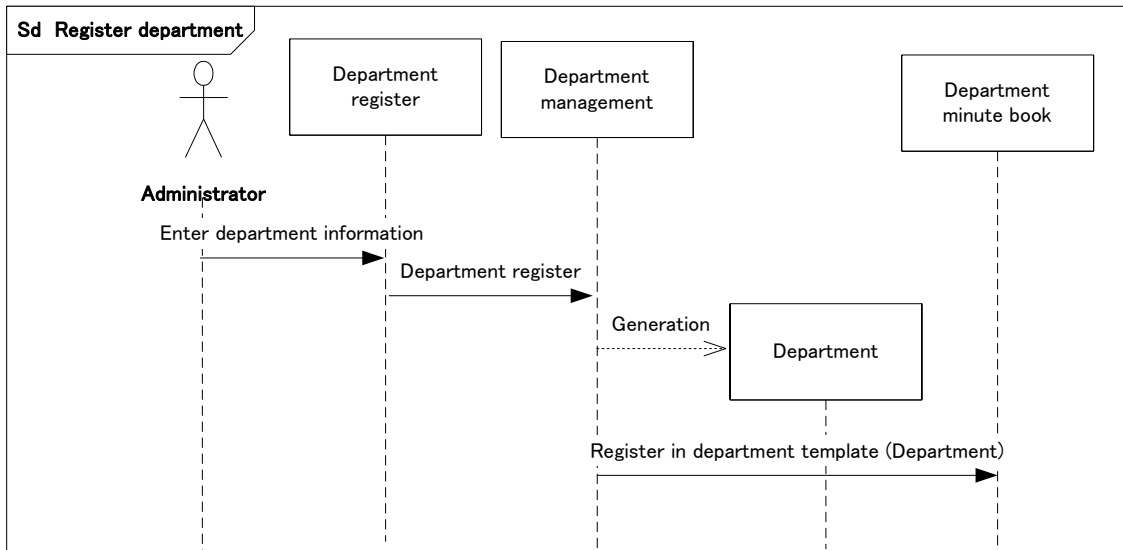 Sd Register department
Department
register
Department
management
Department
minute book
Administrator
Enter department information
Department register
Generation
Department
Register in department template (Department)